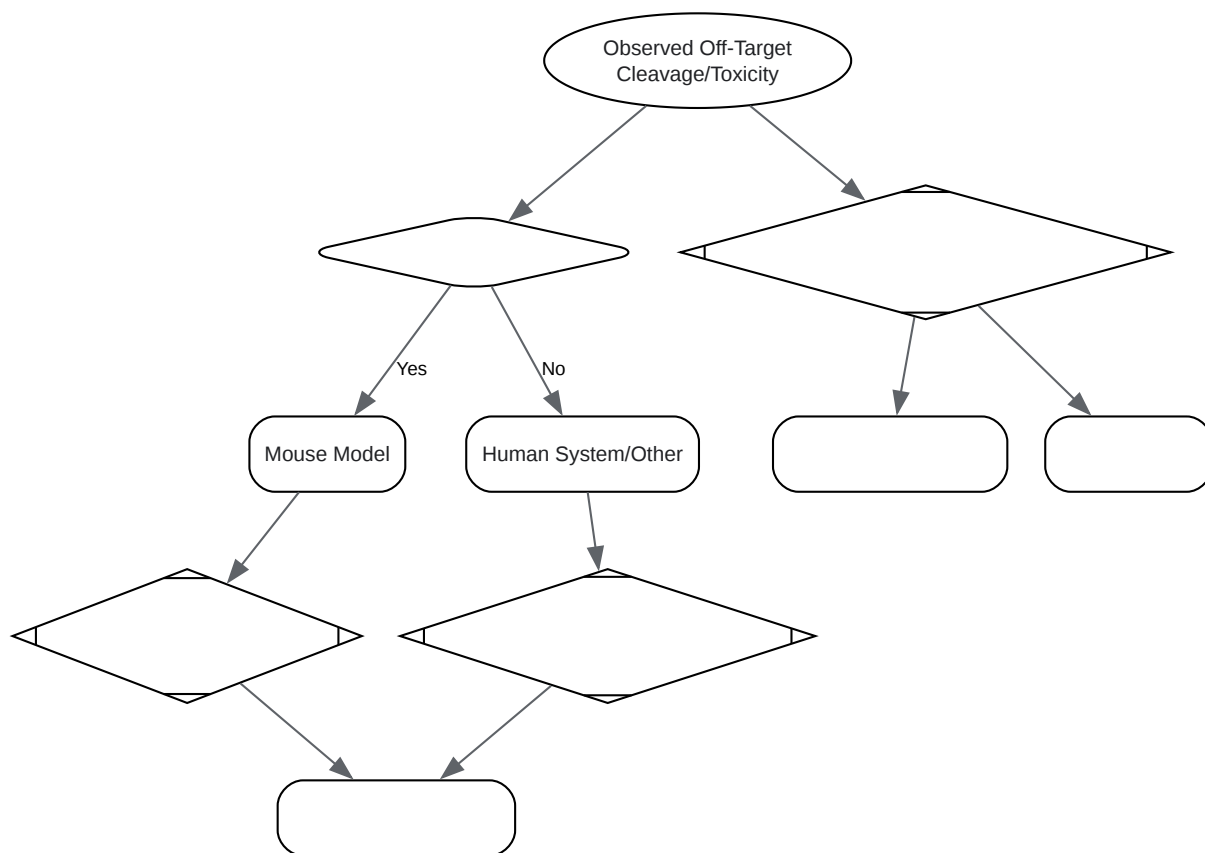 Observed Off-Target
Cleavage/Toxicity
Yes
No
Mouse Model
Human System/Other